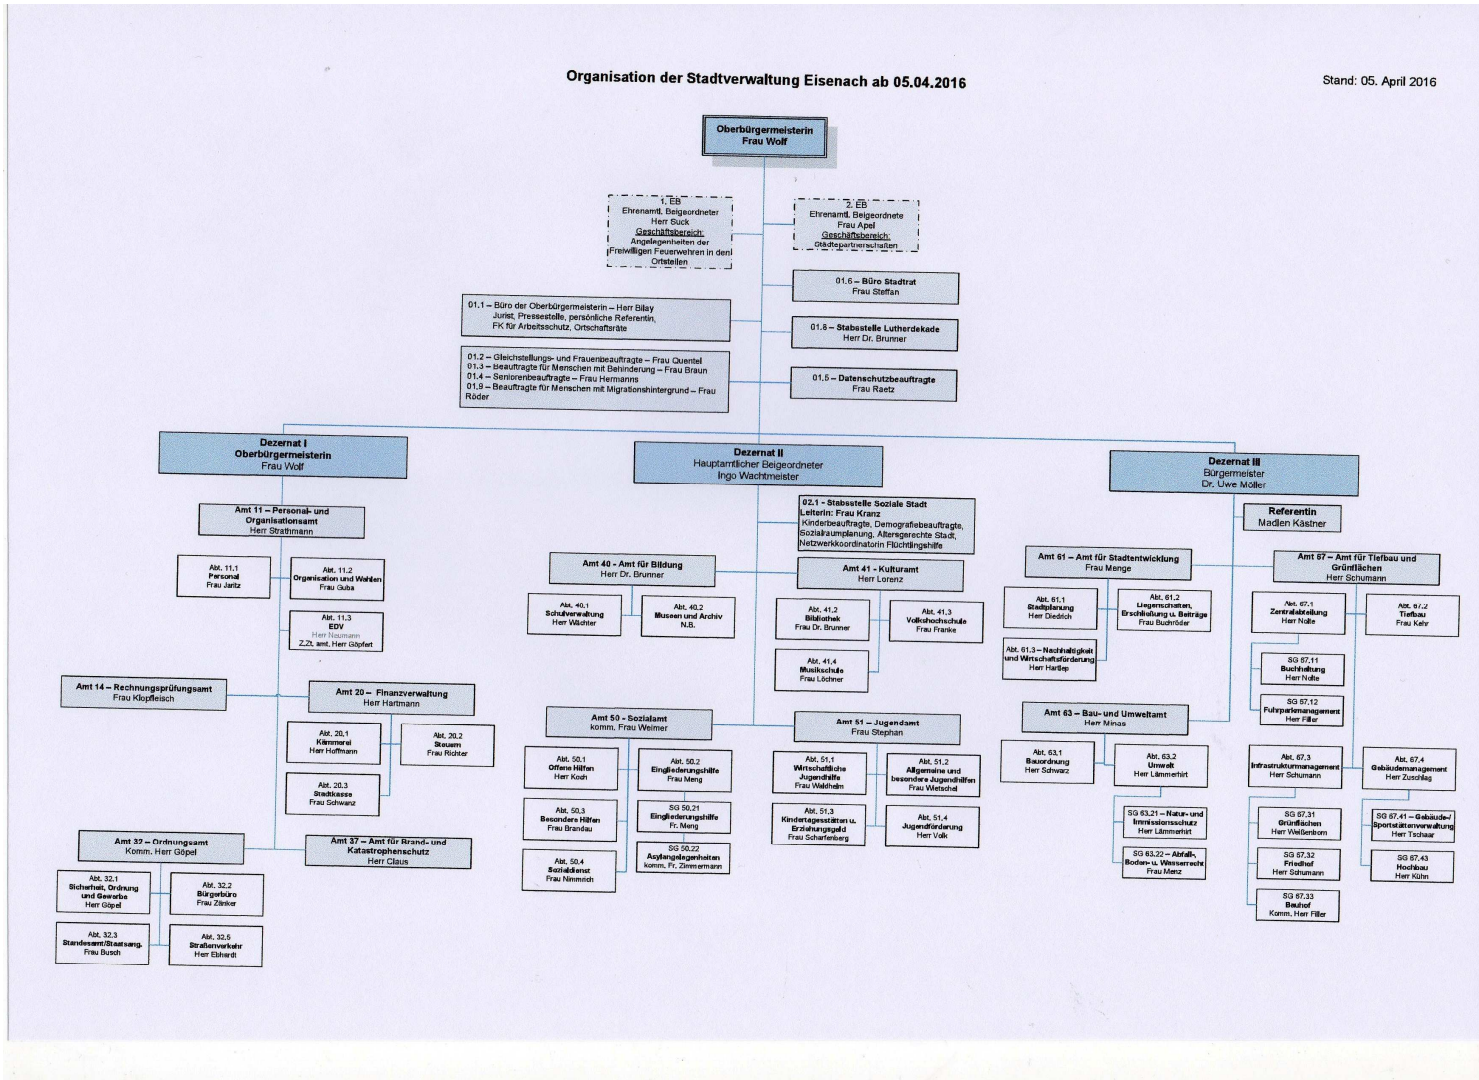 Organisation der Stadtverwaltung Eisenach ab 05.04.2016
Stand: 05. April 2016
Oberbürgermeisterin
Frau Wolf
1. EB
Ehrenamtl. Beigeordneter
Herr Suck
Geschäftsbereich:
Angelegenheiten der
Freiwilligen Feuerwehren in den
Ortsteilen
2. EB
Ehrenamtl. Beigeordnete
Frau Apel
Geschäftsbereich:
Städtepartnerschaften
01.6 – Büro Stadtrat
Frau Steffan
01.1 – Büro der Oberbürgermeisterin – Herr Bilay
Jurist, Pressestelle, persönliche Referentin,
FK für Arbeitsschutz, Ortschaftsräte
01.8 – Stabsstelle Lutherdekade
Herr Dr. Brunner
01.2 – Gleichstellungs- und Frauenbeauftragte – Frau Quentel
01.3 – Beauftragte für Menschen mit Behinderung – Frau Braun
01.4 – Seniorenbeauftragte – Frau Hermanns
01.9 – Beauftragte für Menschen mit Migrationshintergrund – Frau
Röder
01.5 – Datenschutzbeauftragte
Frau Raetz
Dezernat I
Oberbürgermeisterin
Frau Wolf
Amt 11 – Personal- und
Organisationsamt
Herr Strathmann
Abt. 11.1
Personal
Frau Jaritz
Abt. 11.2
Organisation und Wahlen
Frau Guba
Abt. 11.3
EDV
Herr Neumann
Z.Zt. amt. Herr Göpfert
Amt 14 – Rechnungsprüfungsamt
Frau Klopfleisch
Amt 20 – Finanzverwaltung
Herr Hartmann
Abt. 20.1
Kämmerei
Herr Hoffmann
Abt. 20.2
Steuern
Frau Richter
Abt. 20.3
Stadtkasse
Frau Schwanz
Amt 32 – Ordnungsamt
Komm. Herr Göpel
Amt 37 – Amt für Brand- und
Katastrophenschutz
Herr Claus
Abt. 32.1
Sicherheit, Ordnung
und Gewerbe
Herr Göpel
Abt. 32.2
Bürgerbüro
Frau Zänker
Abt. 32.3
Standesamt/Staatsang.
Frau Busch
Abt. 32.5
Straßenverkehr
Herr Ebhardt
Dezernat II
Hauptamtlicher Beigeordneter
Ingo Wachtmeister
02.1 - Stabsstelle Soziale Stadt
Leiterin: Frau Kranz
Kinderbeauftragte, Demografiebeauftragte,
Sozialraumplanung, Altersgerechte Stadt,
Netzwerkkoordinatorin Flüchtlingshilfe
Amt 40 - Amt für Bildung
Herr Dr. Brunner
Abt. 40.1
Schulverwaltung
Herr Wächter
Abt. 40.2
Museen und Archiv
N.B.
Amt 41 - Kulturamt
Herr Lorenz
Abt. 41.2
Bibliothek
Frau Dr. Brunner
Abt. 41.3
Volkshochschule
Frau Franke
Abt. 41.4
Musikschule
Frau Löchner
Amt 50 - Sozialamt
komm. Frau Weimer
Abt. 50.1
Offene Hilfen
Herr Koch
Abt. 50.2
Eingliederungshilfe
Frau Meng
Abt. 50.3
Besondere Hilfen
Frau Brandau
SG 50.21
Eingliederungshilfe
Fr. Meng
Abt. 50.4
Sozialdienst
Frau Nimmrich
SG 50.22
Asylangelegenheiten
komm. Fr. Zimmermann
Amt 51 – Jugendamt
Frau Stephan
Abt. 51.1
Wirtschaftliche
Jugendhilfe
Frau Waldhelm
Abt. 51.2
Allgemeine und
besondere Jugendhilfen
Frau Wietschel
Abt. 51.3
Kindertagesstätten u.
Erziehungsgeld
Frau Scharfenberg
Abt. 51.4
Jugendförderung
Herr Volk
Dezernat III
Bürgermeister
Dr. Uwe Möller
Referentin
Madlen Kästner
Amt 61 – Amt für Stadtentwicklung
Frau Menge
Abt. 61.1
Stadtplanung
Herr Diedrich
Abt. 61.2
Liegenschaften,
Erschließung u. Beiträge
Frau Buchröder
Abt. 61.3 – Nachhaltigkeit
und Wirtschaftsförderung
Herr Hartlep
Amt 67 – Amt für Tiefbau und
Grünflächen
Herr Schumann
Abt. 67.1
Zentralabteilung
Herr Nolte
Abt. 67.2
Tiefbau
Frau Kehr
SG 67.11
Buchhaltung
Herr Nolte
SG 67.12
Fuhrparkmanagement
Herr Filler
Amt 63 – Bau- und Umweltamt
Herr Minas
Abt. 63.1
Bauordnung
Herr Schwarz
Abt. 63.2
Umwelt
Herr Lämmerhirt
SG 63.21 – Natur- und
Immissionsschutz
Herr Lämmerhirt
SG 63.22 – Abfall-,
Boden- u. Wasserrecht
Frau Menz
Abt. 67.3
Infrastrukturmanagement
Herr Schumann
Abt. 67.4
Gebäudemanagement
Herr Zuschlag
SG 67.31
Grünflächen
Herr Weißenborn
SG 67.41 – Gebäude-/
Sportstättenverwaltung
Herr Tschaar
SG 67.32
Friedhof
Herr Schumann
SG 67.43
Hochbau
Herr Kühn
SG 67.33
Bauhof
Komm. Herr Filler